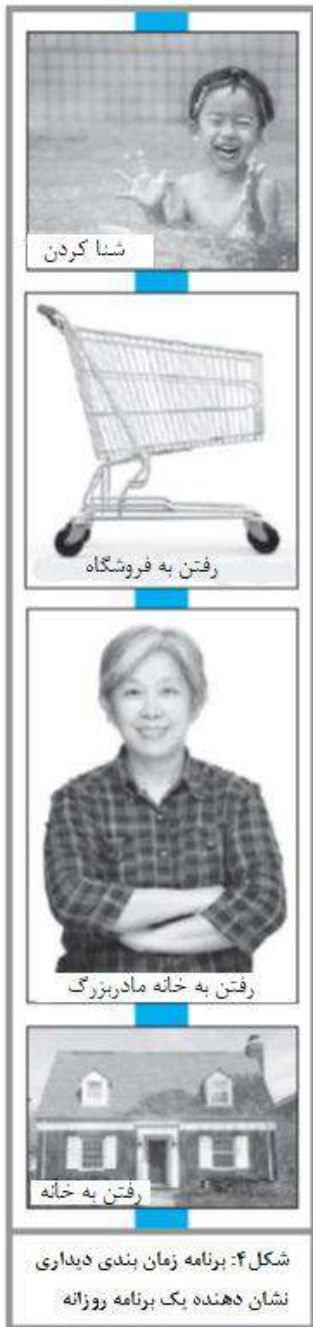 شنا کردن
رفتن به فروشگاه
رفتن به خانه مادربزرگ
رفتن به خانه
شکل۴: برنامه زمان بندی دیداری
نشان دهنده یک برنامه روزانه